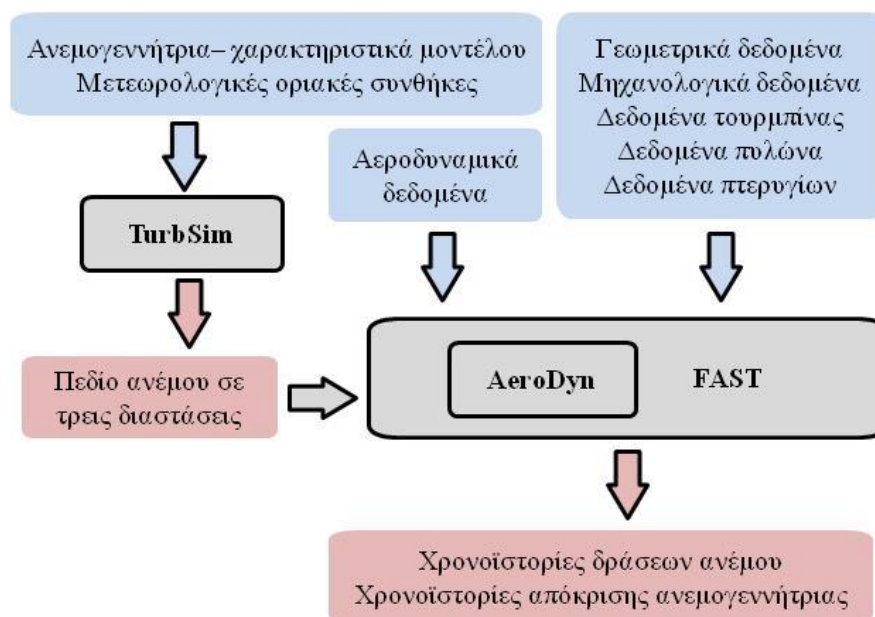 Ανεμογεννήτρια– χαρακτηριστικά μοντέλου
Μετεωρολογικές οριακές συνθήκες
Γεωμετρικά δεδομένα
Μηχανολογικά δεδομένα
Δεδομένα τουρμπίνας
Δεδομένα πυλώνα
Δεδομένα πτερυγίων
Αεροδυναμικά
δεδομένα
TurbSim
Πεδίο ανέμου σε
τρεις διαστάσεις
AeroDyn
FAST
Χρονοϊστορίες δράσεων ανέμου
Χρονοϊστορίες απόκρισης ανεμογεννήτριας